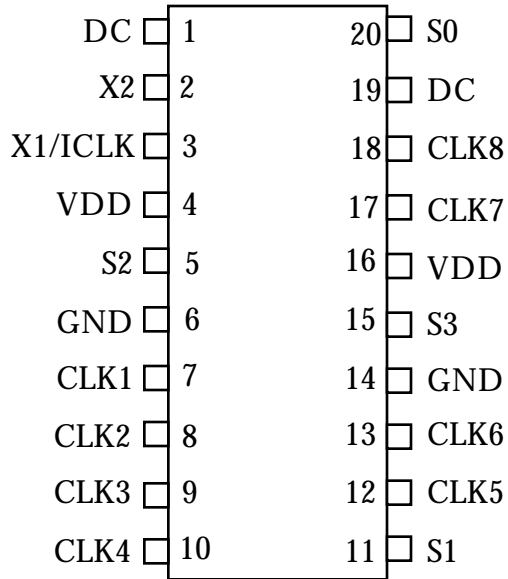 DC 1 20 S0
X2 2 19 DC
X1/ICLK 3 18 CLK8
VDD 4 17 CLK7
S2 5 16 VDD
GND 6 15 S3
CLK1 7 14 GND
CLK2 8 13 CLK6
CLK3 9 12 CLK5
CLK4 10 11 S1